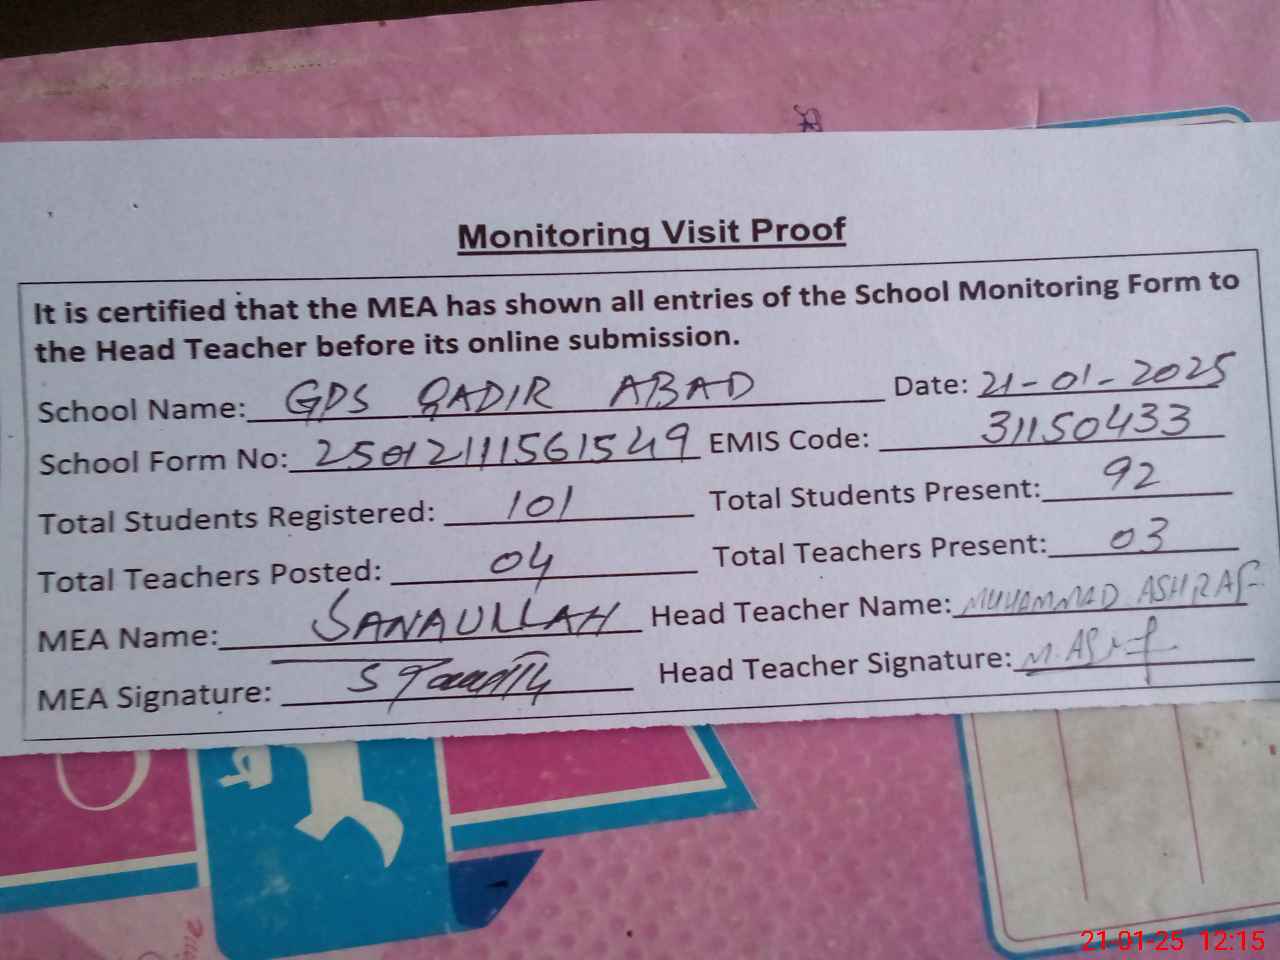 Monitoring Visit Proof
It is certified that the MEA has shown all entries of the School Monitoring Form to
the Head Teacher before its online submission.
School Name: GPS QADIR ABAD Date: 21-01-2025
School Form No: 25012111561549 EMIS Code: 31150433
Total Students Registered: 101 Total Students Present: 92
Total Teachers Posted: 04 Total Teachers Present: 03
MEA Name: SANAULLAH Head Teacher Name: MUHAMMAD ASHRAF
MEA Signature: Head Teacher Signature: M. Ashraf
21-01-25 12:15